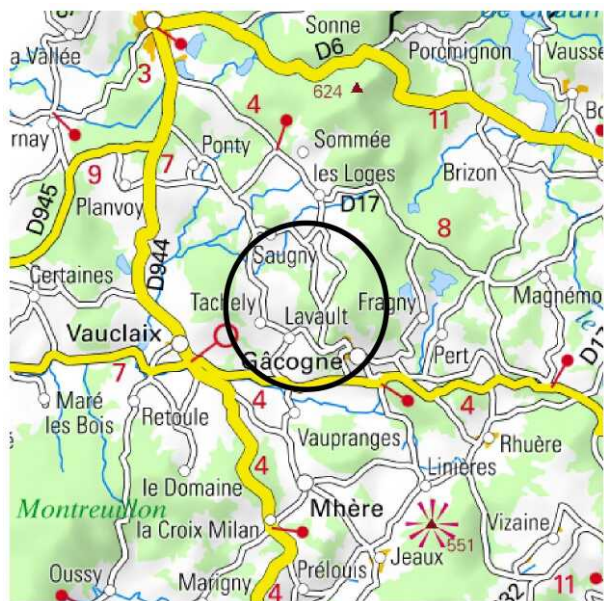 Sonne
D6
Porcmignon
Vausse
a Vallée
3
4
624
11
rnay
Ponty
Sommée
9
7
les Loges
Brizon
Planvoy
D17
8
D945
D944
Saugny
Certaines
Tachely
Lavault
Fragny
Magnémo
le
Vauclaix
Gâcogne
Pert
D17
7
4
4
Maré
les Bois
Retoule
Vaupranges
Rhuère
4
Linières
le Domaine
Montreuillon
Mhère
la Croix Milan
551
Vizaine
Jeaux
Oussy
Marigny
Prélouis
4
11